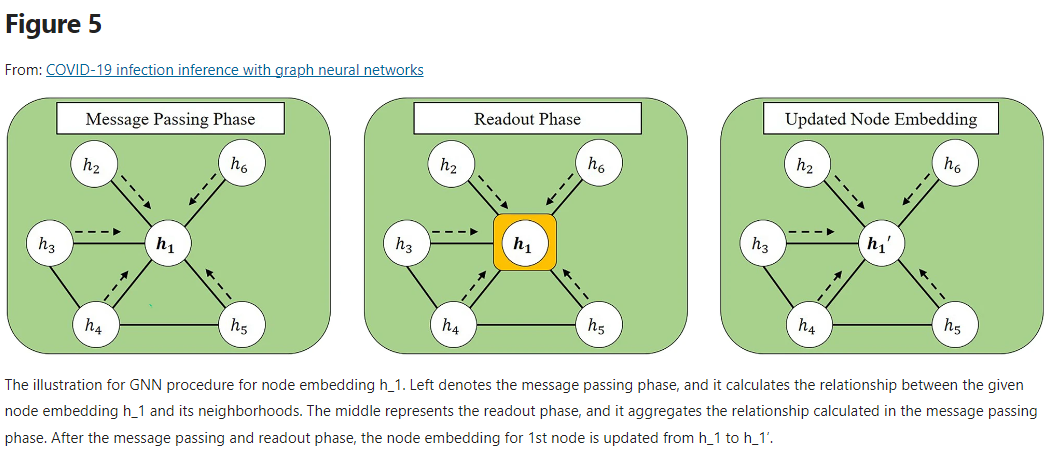 Figure 5
From: COVID-19 infection inference with graph neural networks
Message Passing Phase
h₂
h₆
h₃
h₁
h₄
h₅
Readout Phase
h₂
h₆
h₃
h₁
h₄
h₅
Updated Node Embedding
h₂
h₆
h₃
h₁′
h₄
h₅
The illustration for GNN procedure for node embedding h_1. Left denotes the message passing phase, and it calculates the relationship between the given
node embedding h_1 and its neighborhoods. The middle represents the readout phase, and it aggregates the relationship calculated in the message passing
phase. After the message passing and readout phase, the node embedding for 1st node is updated from h_1 to h_1′.